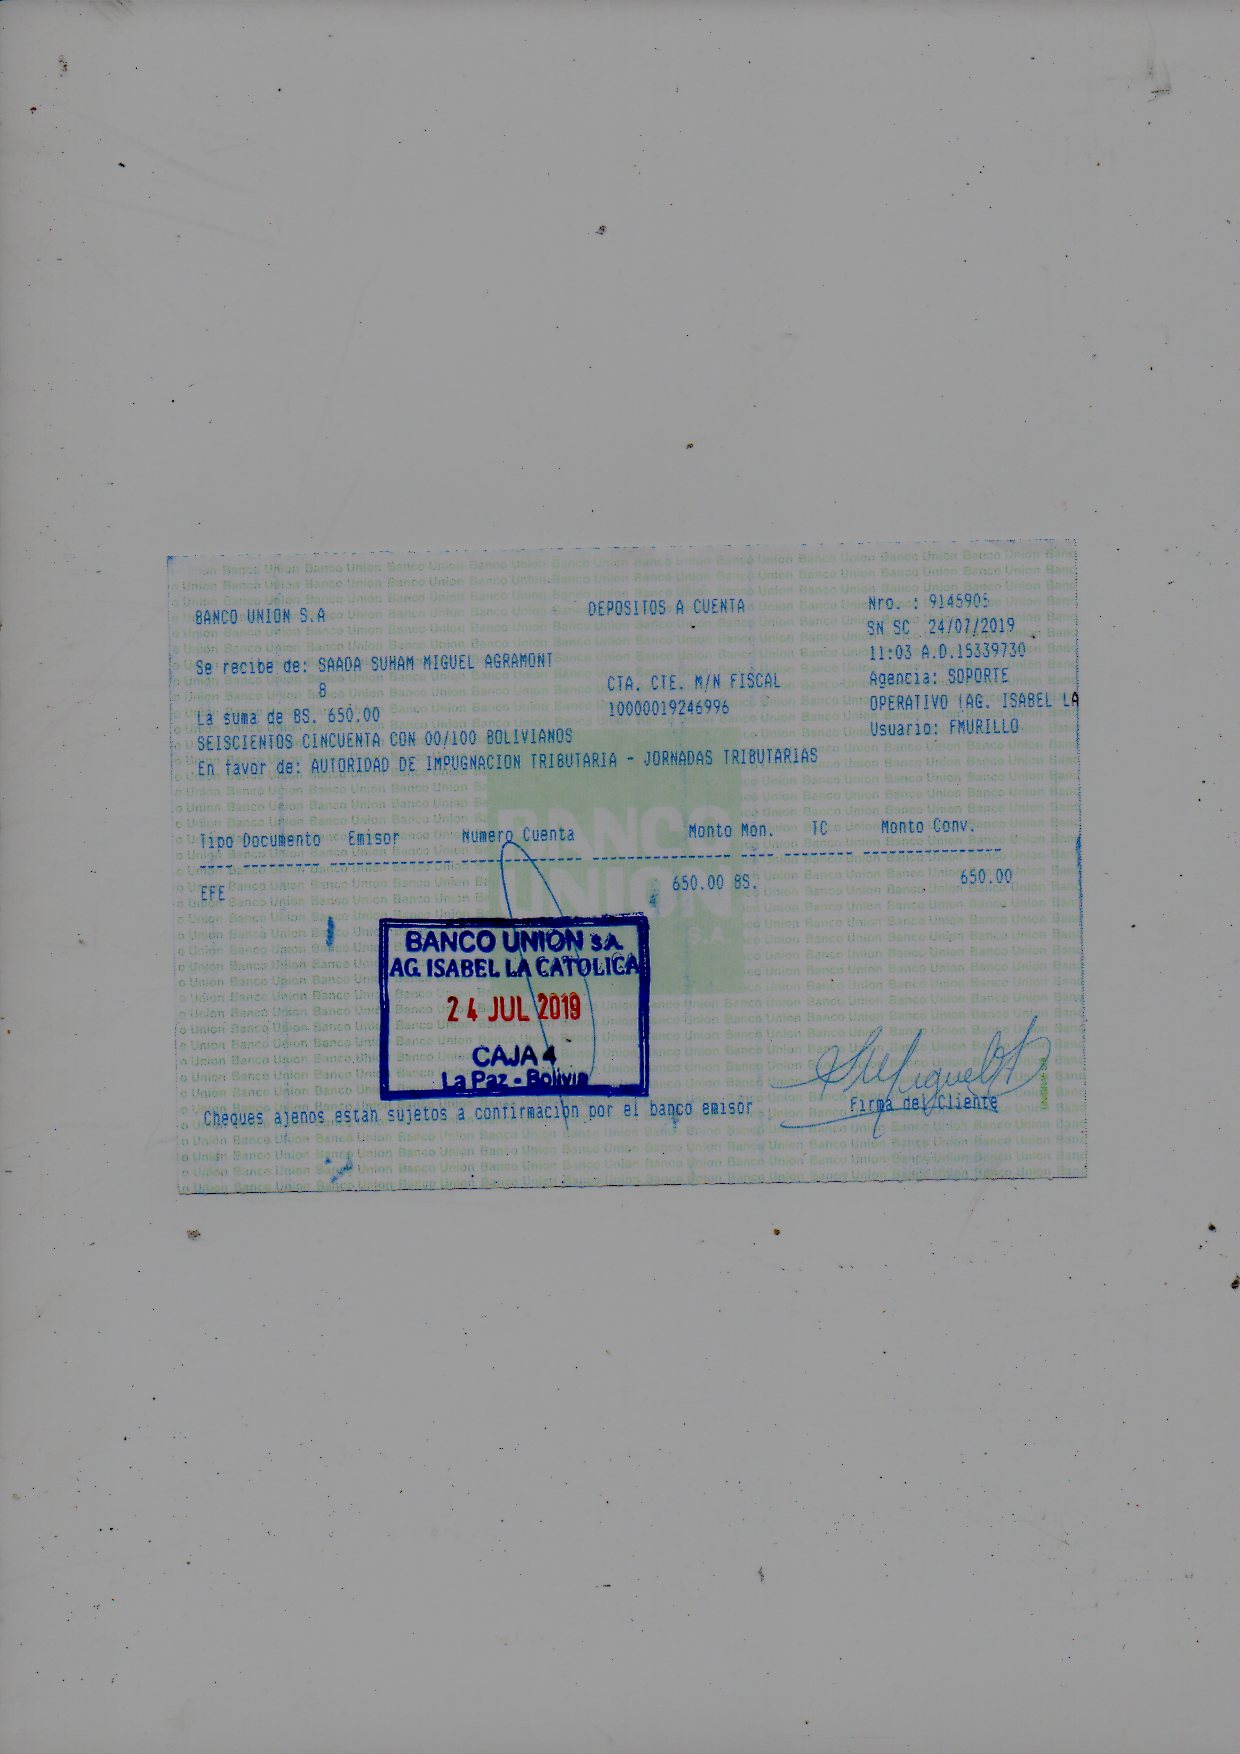 BANCO UNION S.A
DEPOSITOS A CUENTA
Nro. : 9145905
SN SC 24/07/2019
11:03 A.D.15339730
Se recibe de: SAADA SUHAM MIGUEL AGRAMONT
8
CTA. CTE. M/N FISCAL
Agencia: SOPORTE
La suma de BS. 650.00
10000019246996
OPERATIVO (AG. ISABEL LA
SEISCIENTOS CINCUENTA CON 00/100 BOLIVIANOS
Usuario: FMURILLO
En favor de: AUTORIDAD DE IMPUGNACION TRIBUTARIA - JORNADAS TRIBUTARIAS
BANCO
UNION
S.A.
Tipo Documento Emisor Numero Cuenta Monto Mon. TC Monto Conv.
EFE 650.00 BS. 650.00
BANCO UNION S.A.
AG. ISABEL LA CATOLICA
24 JUL 2019
CAJA 4
La Paz - Bolivia
Cheques ajenos estan sujetos a confirmacion por el banco emisor
Firma del Cliente